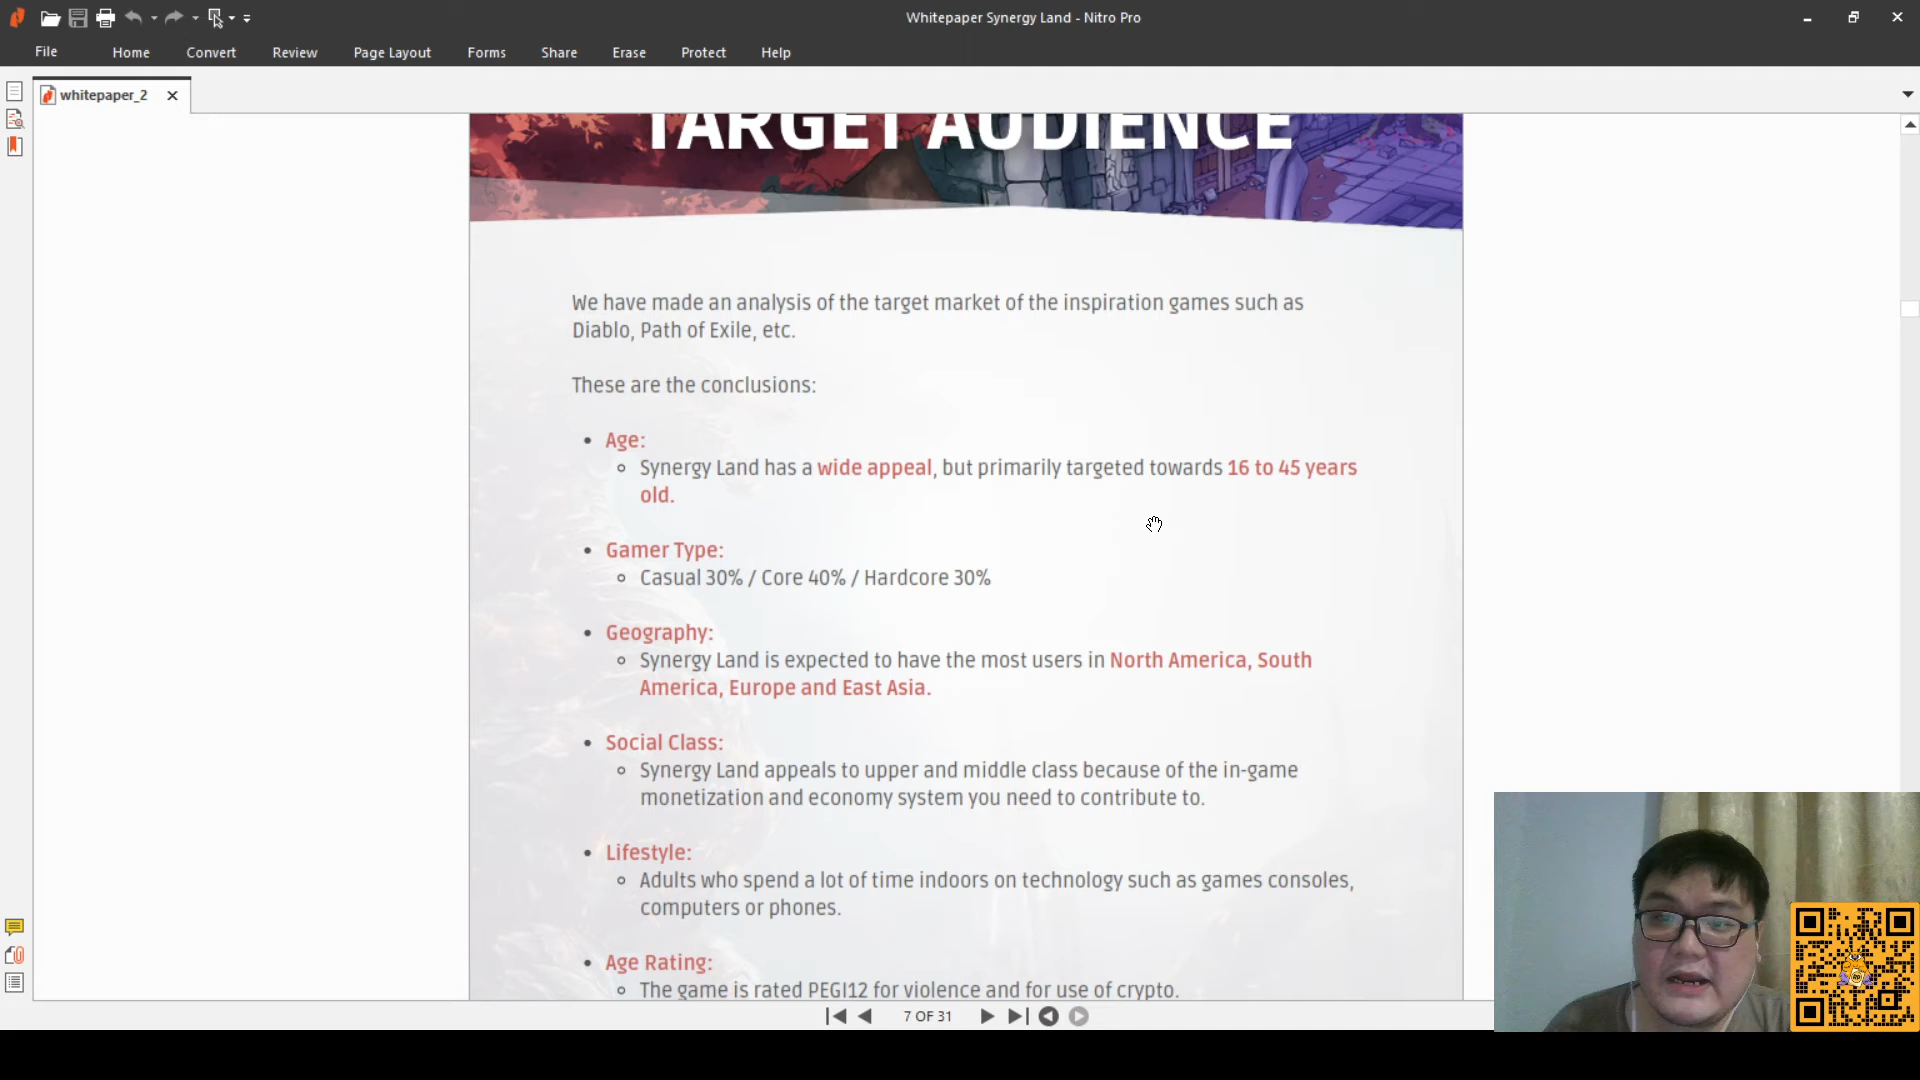 Whitepaper Synergy Land - Nitro Pro
File Home Convert Review Page Layout Forms Share Erase Protect Help
whitepaper_2
TARGET AUDIENCE
We have made an analysis of the target market of the inspiration games such as
Diablo, Path of Exile, etc.
These are the conclusions:
• Age:
○ Synergy Land has a wide appeal, but primarily targeted towards 16 to 45 years
old.
• Gamer Type:
○ Casual 30% / Core 40% / Hardcore 30%
• Geography:
○ Synergy Land is expected to have the most users in North America, South
America, Europe and East Asia.
• Social Class:
○ Synergy Land appeals to upper and middle class because of the in-game
monetization and economy system you need to contribute to.
• Lifestyle:
○ Adults who spend a lot of time indoors on technology such as games consoles,
computers or phones.
• Age Rating:
○ The game is rated PEGI12 for violence and for use of crypto.
7 OF 31